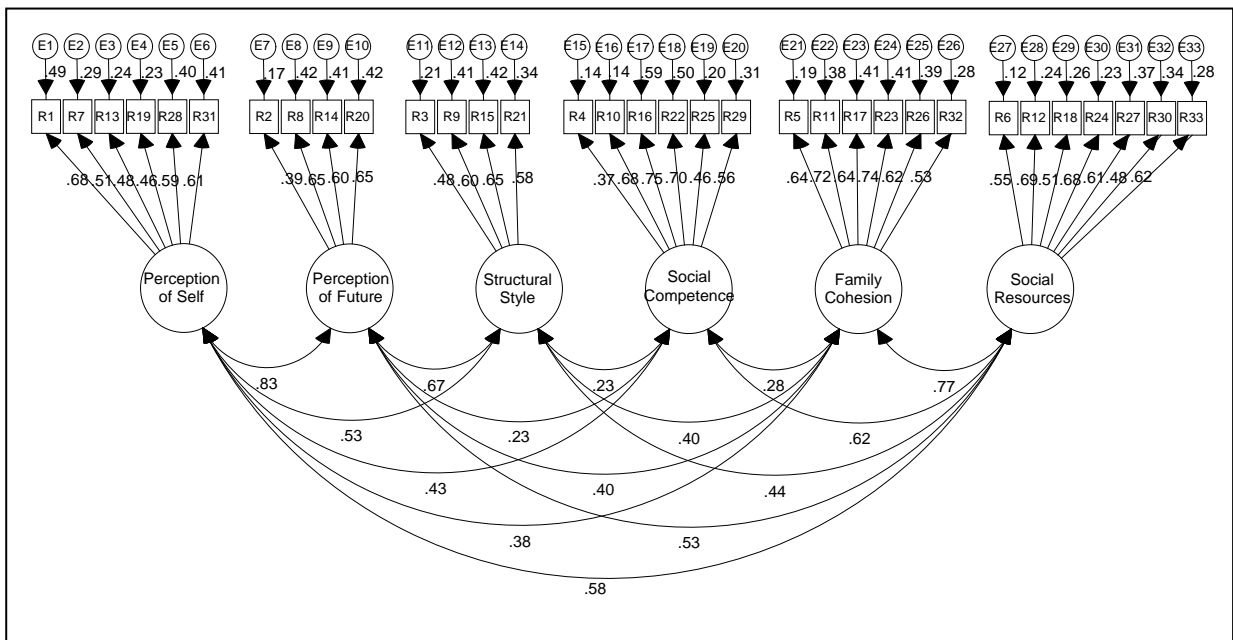 E1 E2 E3 E4 E5 E6 E7 E8 E9 E10 E11 E12 E13 E14 E15 E16 E17 E18 E19 E20 E21 E22 E23 E24 E25 E26 E27 E28 E29 E30 E31 E32 E33
.49 .29 .24 .23 .40 .41 .17 .42 .41 .42 .21 .41 .42 .34 .14 .14 .59 .50 .20 .31 .19 .38 .41 .41 .39 .28 .12 .24 .26 .23 .37 .34 .28
R1 R7 R13 R19 R28 R31 R2 R8 R14 R20 R3 R9 R15 R21 R4 R10 R16 R22 R25 R29 R5 R11 R17 R23 R26 R32 R6 R12 R18 R24 R27 R30 R33
.68 .51 .48 .46 .59 .61 .39 .65 .60 .65 .48 .60 .65 .58 .37 .68 .75 .70 .46 .56 .64 .72 .64 .74 .62 .53 .55 .69 .51 .68 .61 .48 .62
Perception
of Self
Perception
of Future
Structural
Style
Social
Competence
Family
Cohesion
Social
Resources
.83 .67 .23 .28 .77
.53 .23 .40 .62
.43 .40 .44
.38 .53
.58